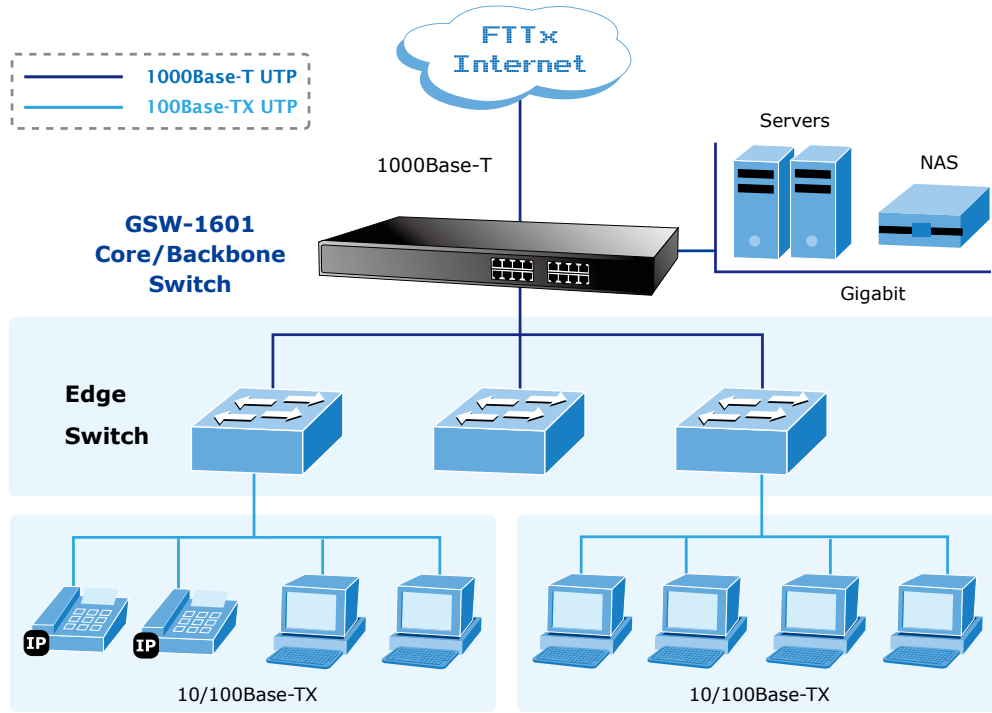 FTTx
Internet
1000Base-T UTP
100Base-TX UTP
Servers
1000Base-T
NAS
GSW-1601
Core/Backbone
Switch
Gigabit
Edge
Switch
IP
IP
10/100Base-TX
10/100Base-TX